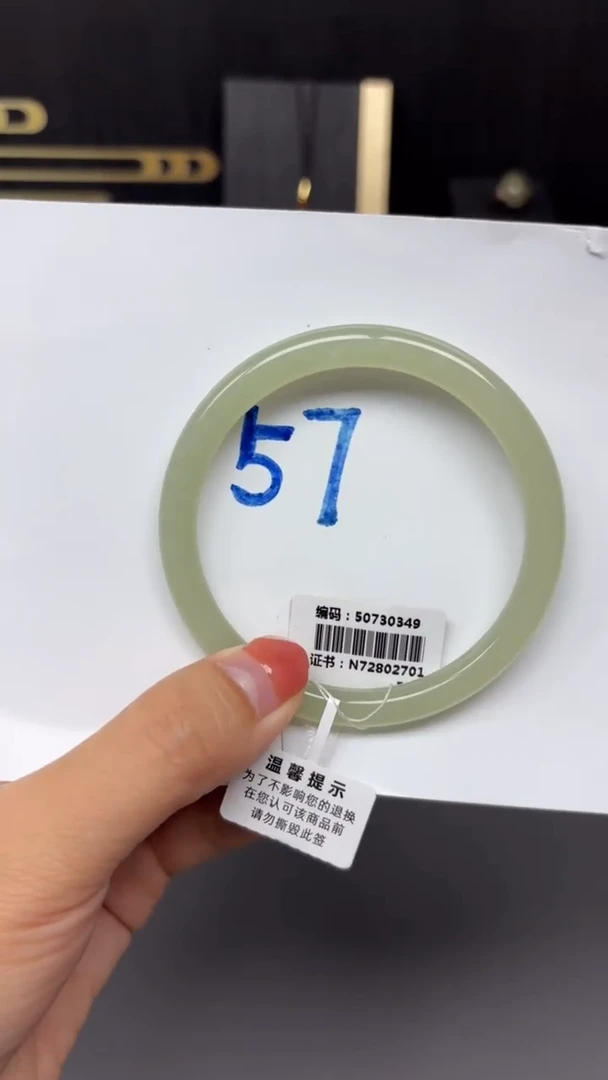 57
编码：50730349
证书：N72802701
温馨提示
为了不影响您的退换
在您认可该商品前
请勿撕毁此签